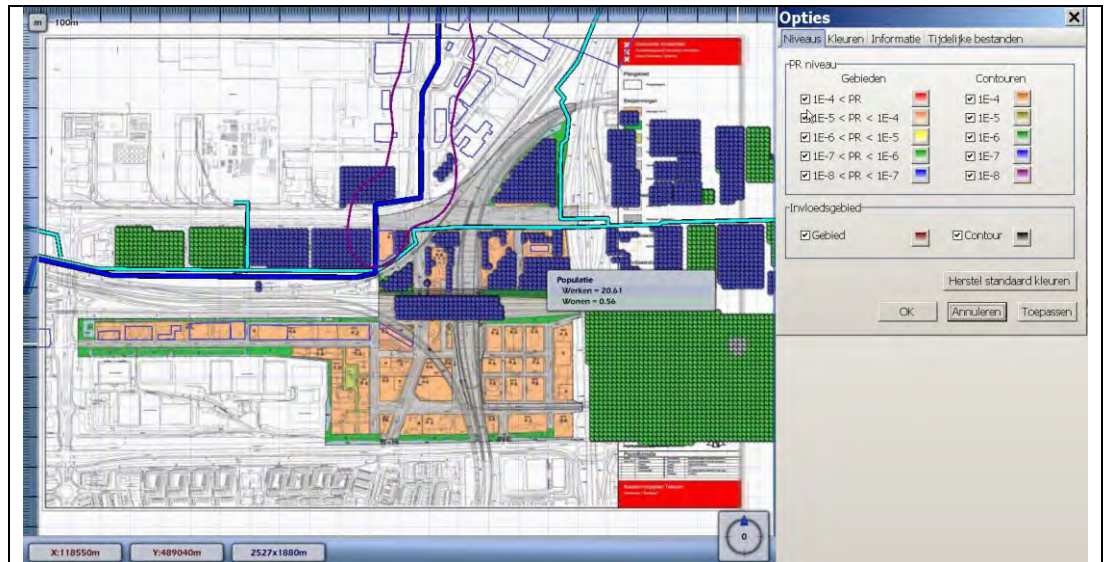 m
100m
Plangebied
Bestemmingen
Populatie
Werken = 20.61
Wonen = 0.56
X:118550m
Y:489040m
2527x1880m
0
Opties
Niveaus Kleuren Informatie Tijdelijke bestanden
PR niveau
Gebieden Contouren
1E-4 < PR 1E-4
1E-5 < PR < 1E-4 1E-5
1E-6 < PR < 1E-5 1E-6
1E-7 < PR < 1E-6 1E-7
1E-8 < PR < 1E-7 1E-8
Invloedsgebied
Gebied Contour
Herstel standaard kleuren
OK Annuleren Toepassen